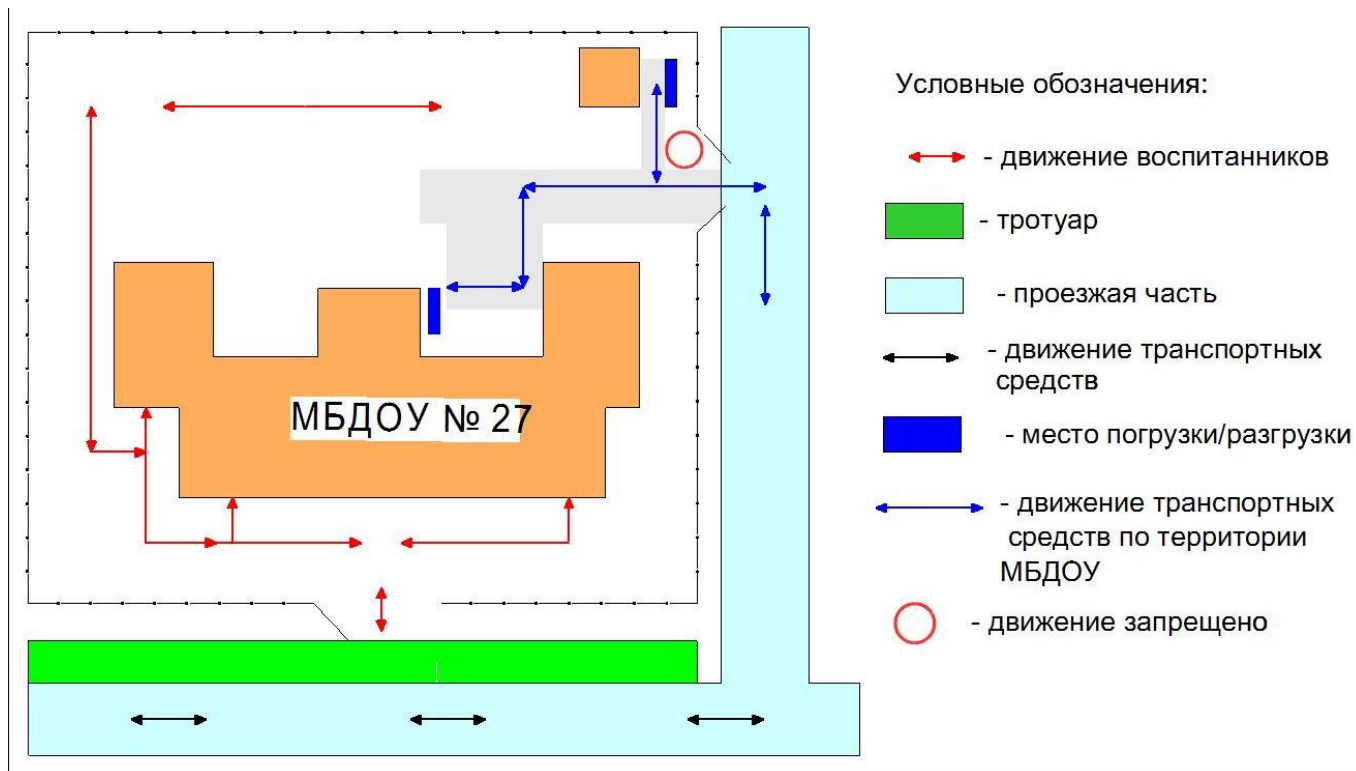 Условные обозначения:
- движение воспитанников
- тротуар
- проезжая часть
- движение транспортных
средств
МБДОУ № 27
- место погрузки/разгрузки
- движение транспортных
средств по территории
МБДОУ
- движение запрещено